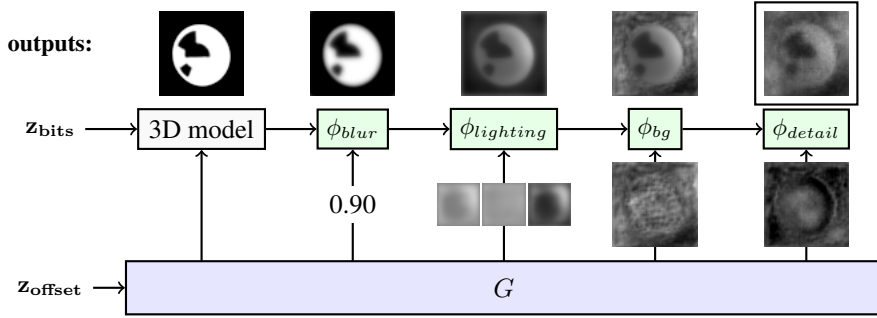 outputs:
z_bits 3D model ϕ_blur ϕ_lighting ϕ_bg ϕ_detail
0.90
z_offset G